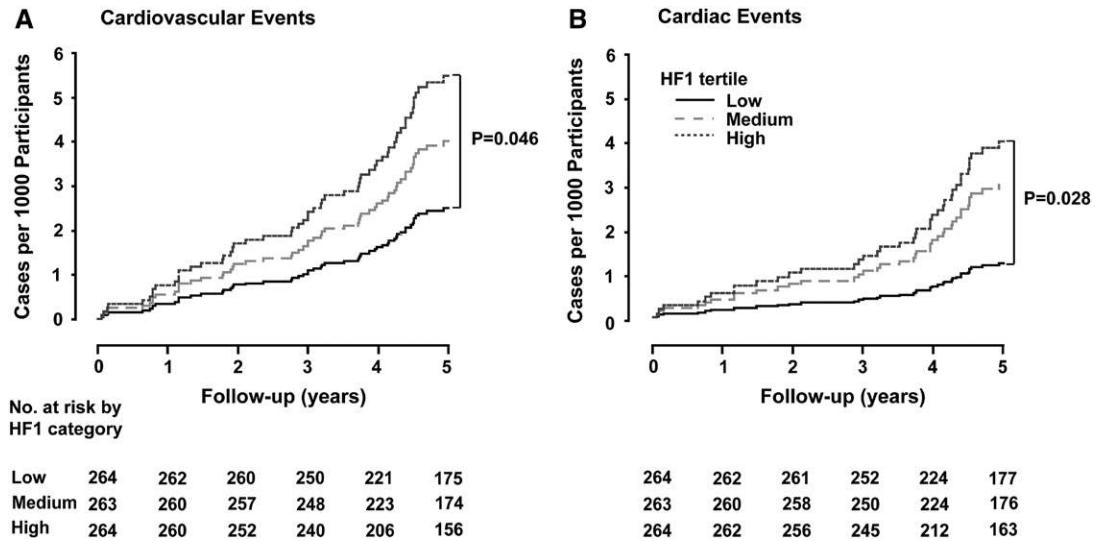 A Cardiovascular Events
Cases per 1000 Participants
6
5
4
3
2
1
0
P=0.046
0 1 2 3 4 5
Follow-up (years)
B Cardiac Events
Cases per 1000 Participants
6
5
4
3
2
1
0
HF1 tertile
Low
Medium
High
P=0.028
0 1 2 3 4 5
Follow-up (years)
No. at risk by
HF1 category
Low 264 262 260 250 221 175 264 262 261 252 224 177
Medium 263 260 257 248 223 174 263 260 258 250 224 176
High 264 260 252 240 206 156 264 262 256 245 212 163